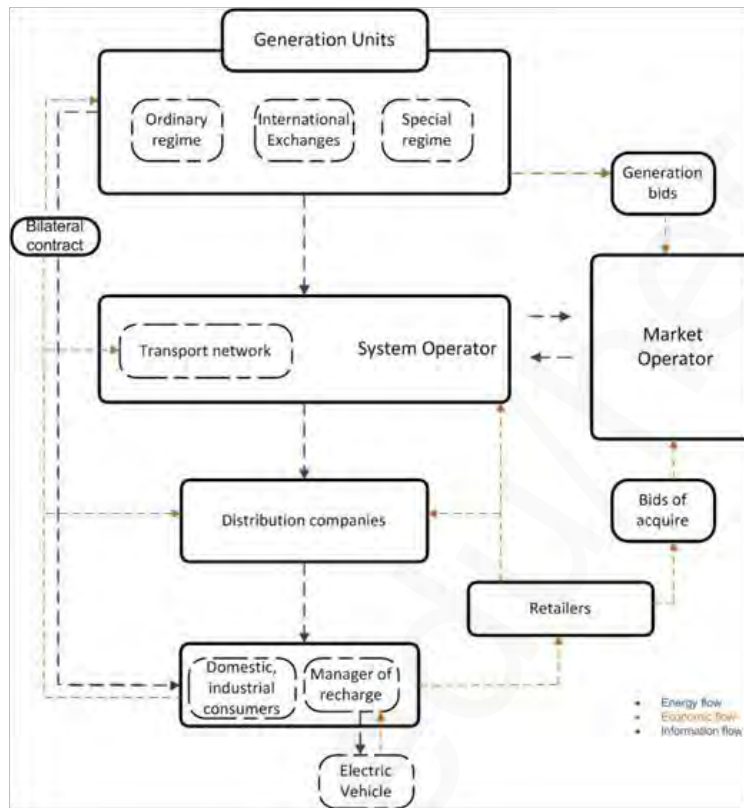 Generation Units
Ordinary
regime
International
Exchanges
Special
regime
Generation
bids
Bilateral
contract
Transport network
System Operator
Market
Operator
Distribution companies
Bids of
acquire
Retailers
Domestic,
industrial
consumers
Manager of
recharge
Electric
Vehicle
Energy flow
Economic flow
Information flow